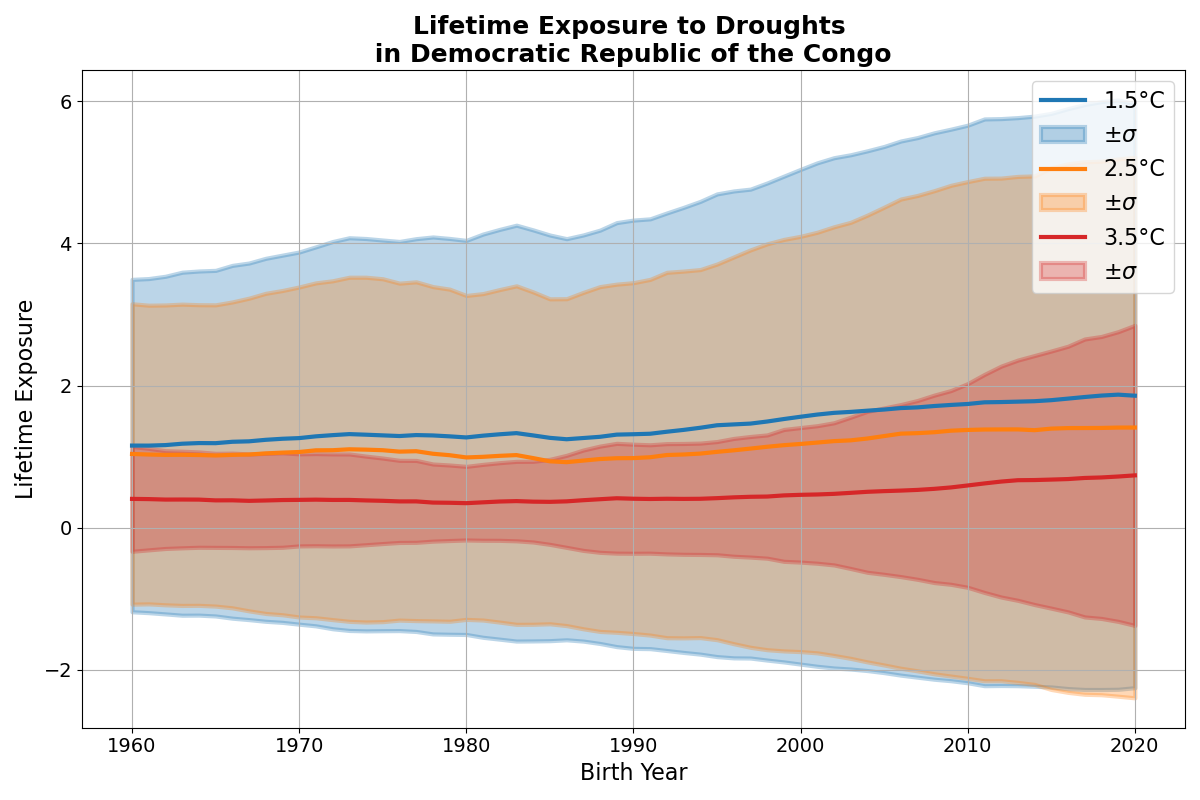 Lifetime Exposure to Droughts
in Democratic Republic of the Congo
Lifetime Exposure
6
4
2
0
−2
1.5°C
±σ
2.5°C
±σ
3.5°C
±σ
1960 1970 1980 1990 2000 2010 2020
Birth Year